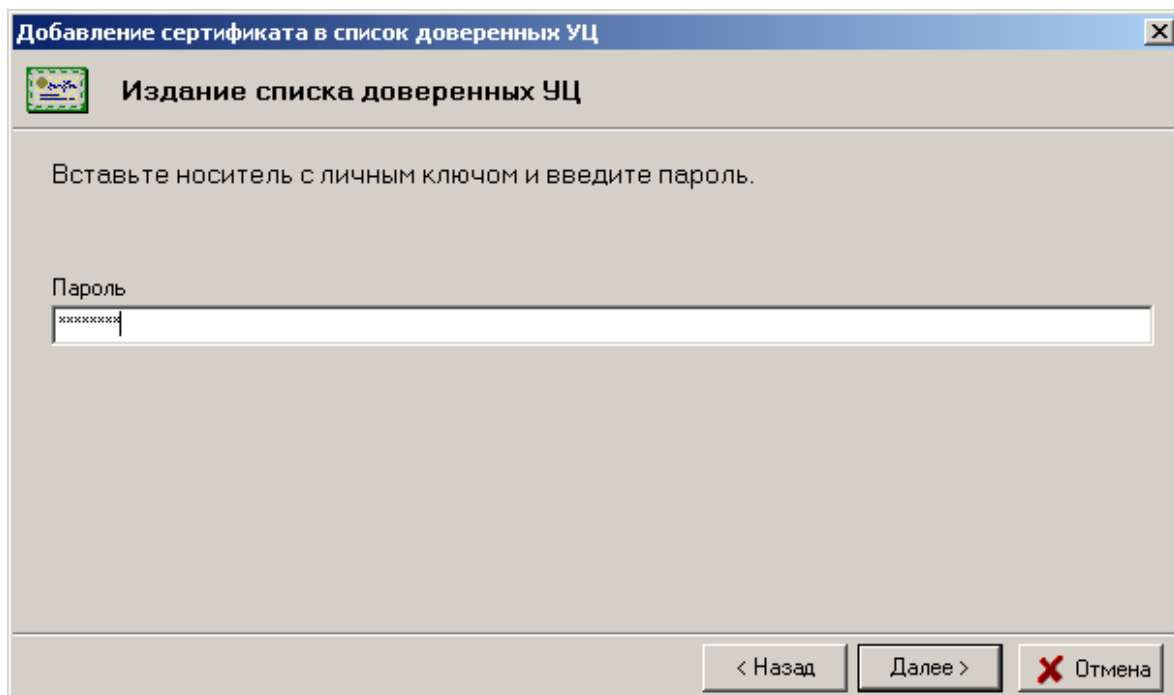 Добавление сертификата в список доверенных УЦ
Издание списка доверенных УЦ
Вставьте носитель с личным ключом и введите пароль.
Пароль
××××××××
< Назад
Далее >
Отмена